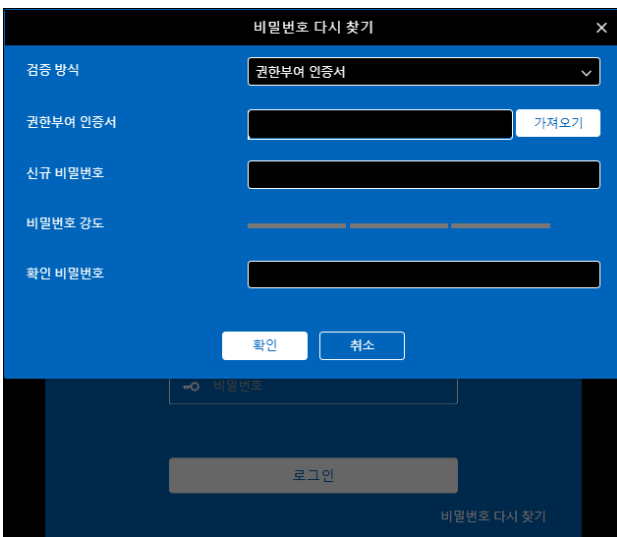 비밀번호 다시 찾기
검증 방식
권한부여 인증서
권한부여 인증서
가져오기
신규 비밀번호
비밀번호 강도
확인 비밀번호
확인
취소
비밀번호
로그인
비밀번호 다시 찾기